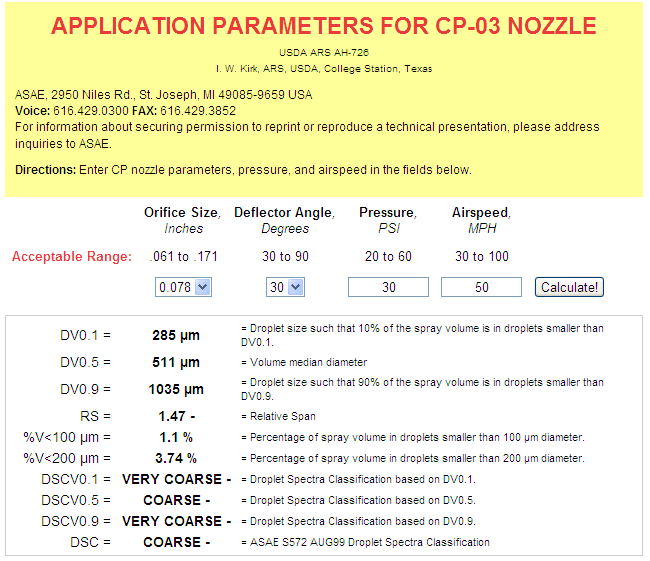 APPLICATION PARAMETERS FOR CP-03 NOZZLE
USDA ARS AH-726
I. W. Kirk, ARS, USDA, College Station, Texas
ASAE, 2950 Niles Rd., St. Joseph, MI 49085-9659 USA
Voice: 616.429.0300 FAX: 616.429.3852
For information about securing permission to reprint or reproduce a technical presentation, please address
inquiries to ASAE.
Directions: Enter CP nozzle parameters, pressure, and airspeed in the fields below.
Orifice Size, Deflector Angle, Pressure, Airspeed,
Inches Degrees PSI MPH
Acceptable Range: .061 to .171 30 to 90 20 to 60 30 to 100
0.078 30 30 50 Calculate!
DV0.1 = 285 µm = Droplet size such that 10% of the spray volume is in droplets smaller than
DV0.1.
DV0.5 = 511 µm = Volume median diameter
DV0.9 = 1035 µm = Droplet size such that 90% of the spray volume is in droplets smaller than
DV0.9.
RS = 1.47 - = Relative Span
%V<100 µm = 1.1 % = Percentage of spray volume in droplets smaller than 100 µm diameter.
%V<200 µm = 3.74 % = Percentage of spray volume in droplets smaller than 200 µm diameter.
DSCV0.1 = VERY COARSE - = Droplet Spectra Classification based on DV0.1.
DSCV0.5 = COARSE - = Droplet Spectra Classification based on DV0.5.
DSCV0.9 = VERY COARSE - = Droplet Spectra Classification based on DV0.9.
DSC = COARSE - = ASAE S572 AUG99 Droplet Spectra Classification